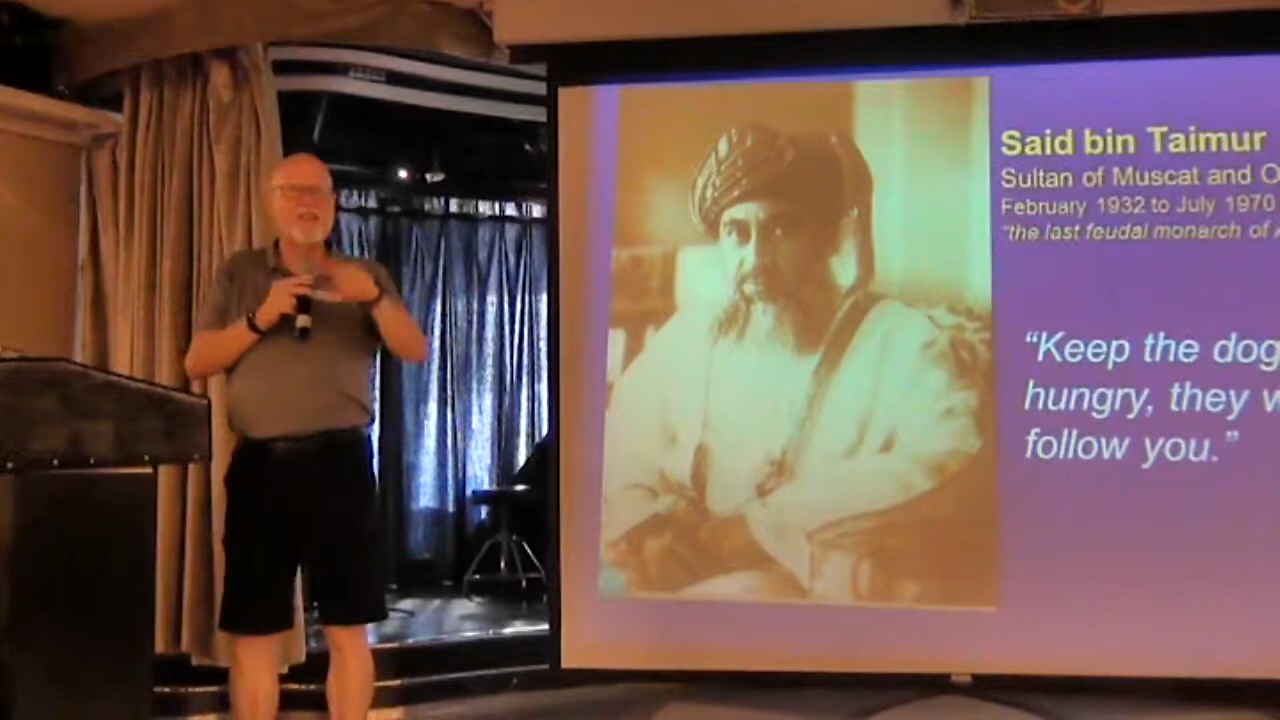 Said bin Taimur
Sultan of Muscat and O
February 1932 to July 1970
"the last feudal monarch of A
“Keep the dog
hungry, they w
follow you.”